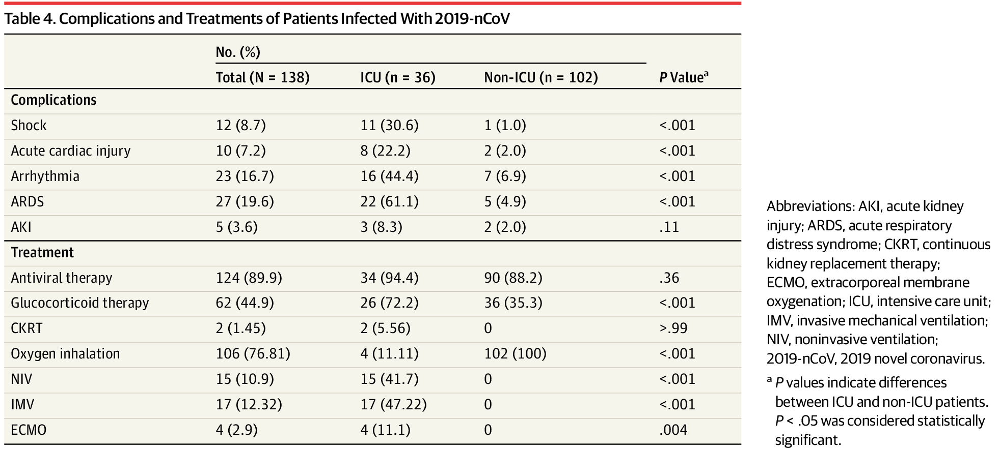 Table 4. Complications and Treatments of Patients Infected With 2019-nCoV
No. (%)
Total (N = 138) ICU (n = 36) Non-ICU (n = 102) P Valueᵃ
Complications
Shock 12 (8.7) 11 (30.6) 1 (1.0) <.001
Acute cardiac injury 10 (7.2) 8 (22.2) 2 (2.0) <.001
Arrhythmia 23 (16.7) 16 (44.4) 7 (6.9) <.001
ARDS 27 (19.6) 22 (61.1) 5 (4.9) <.001
AKI 5 (3.6) 3 (8.3) 2 (2.0) .11
Treatment
Antiviral therapy 124 (89.9) 34 (94.4) 90 (88.2) .36
Glucocorticoid therapy 62 (44.9) 26 (72.2) 36 (35.3) <.001
CKRT 2 (1.45) 2 (5.56) 0 >.99
Oxygen inhalation 106 (76.81) 4 (11.11) 102 (100) <.001
NIV 15 (10.9) 15 (41.7) 0 <.001
IMV 17 (12.32) 17 (47.22) 0 <.001
ECMO 4 (2.9) 4 (11.1) 0 .004
Abbreviations: AKI, acute kidney
injury; ARDS, acute respiratory
distress syndrome; CKRT, continuous
kidney replacement therapy;
ECMO, extracorporeal membrane
oxygenation; ICU, intensive care unit;
IMV, invasive mechanical ventilation;
NIV, noninvasive ventilation;
2019-nCoV, 2019 novel coronavirus.
ᵃ P values indicate differences
between ICU and non-ICU patients.
P < .05 was considered statistically
significant.